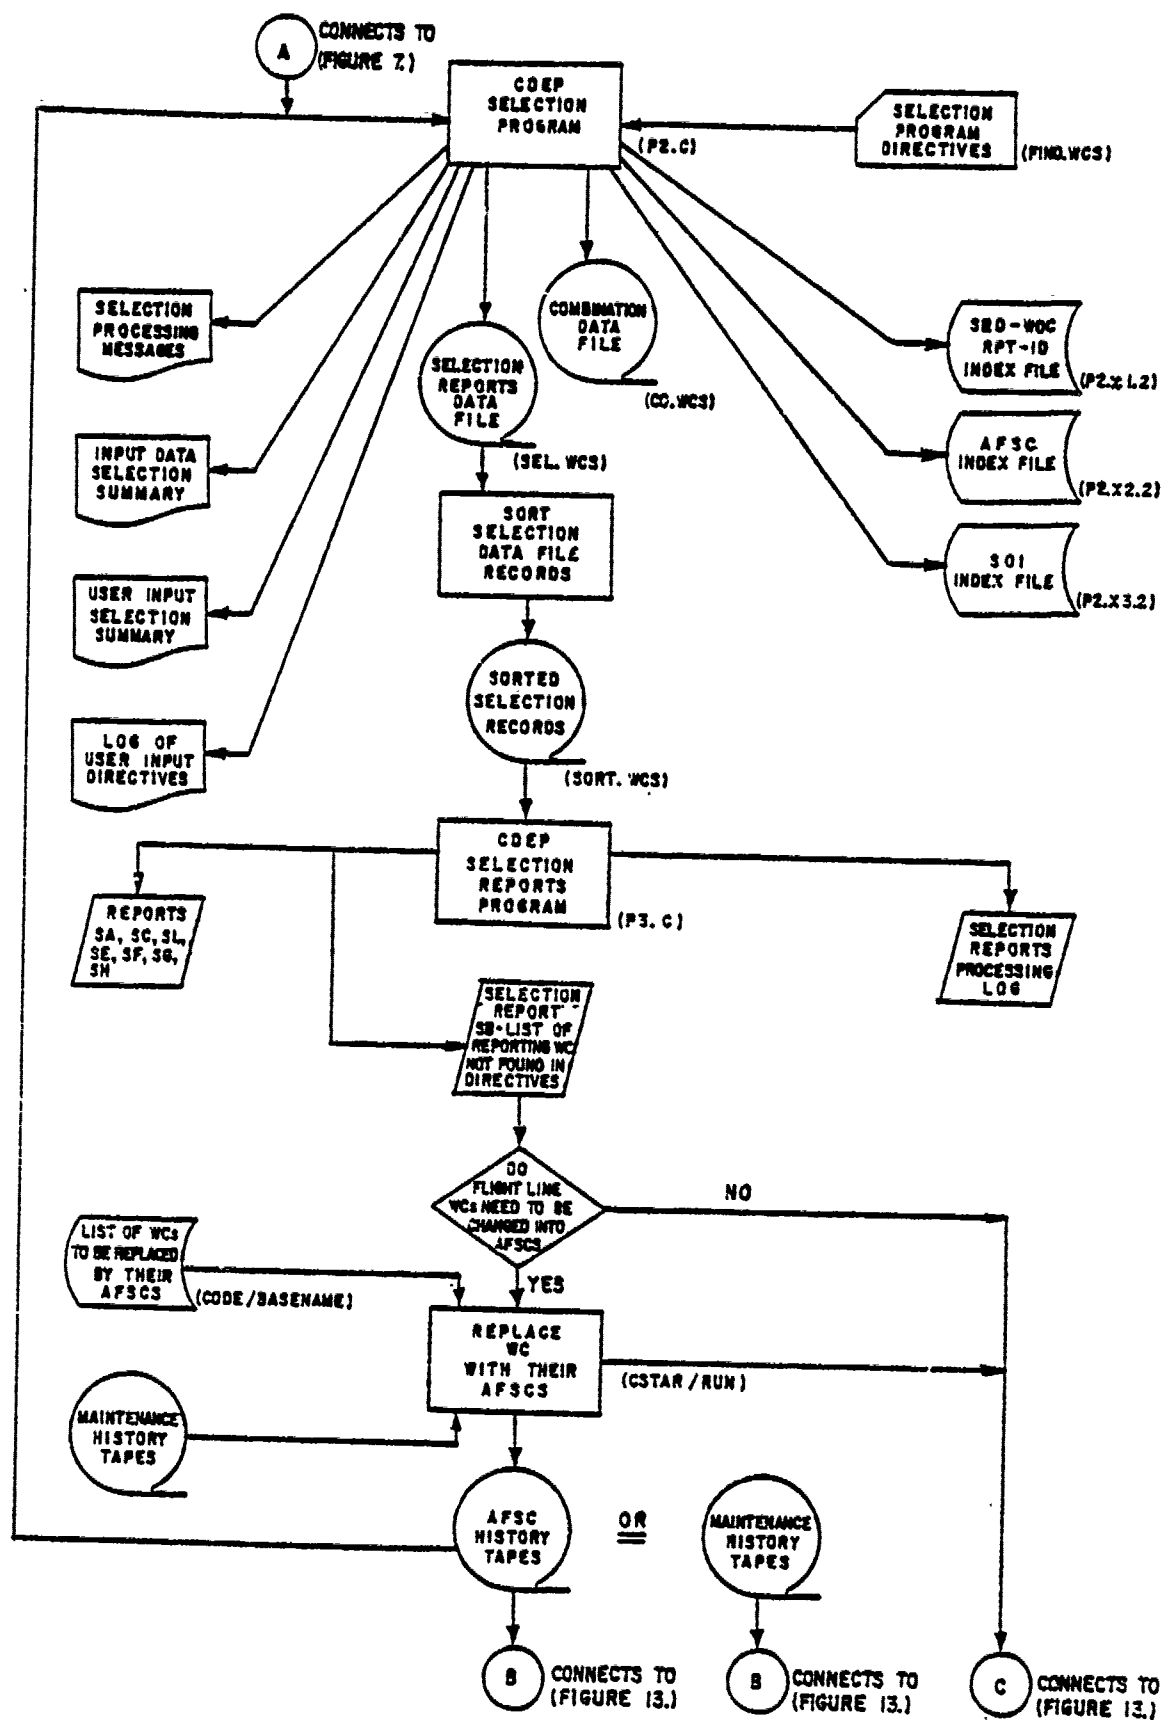 CONNECTS TO
A
(FIGURE 7.)
CDEP
SELECTION
PROGRAM
(P2.C)
SELECTION
PROGRAM
DIRECTIVES
(FIND.WCS)
SELECTION
PROCESSING
MESSAGES
COMBINATION
DATA
FILE
(CC.WCS)
SRD-WDC
RPT-ID
INDEX FILE
(P2.X1.2)
SELECTION
REPORTS
DATA
FILE
(SEL.WCS)
INPUT DATA
SELECTION
SUMMARY
AFSC
INDEX FILE
(P2.X2.2)
SORT
SELECTION
DATA FILE
RECORDS
SOI
INDEX FILE
(P2.X3.2)
USER INPUT
SELECTION
SUMMARY
SORTED
SELECTION
RECORDS
(SORT.WCS)
LOG OF
USER INPUT
DIRECTIVES
CDEP
SELECTION
REPORTS
PROGRAM
(P3.C)
REPORTS
SA, SC, SL,
SE, SF, SG,
SH
SELECTION
REPORTS
PROCESSING
LOG
SELECTION
REPORT
SB-LIST OF
REPORTING WC
NOT FOUND IN
DIRECTIVES
DO
FLIGHT LINE
WCs NEED TO BE
CHANGED INTO
AFSCS
NO
YES
LIST OF WCs
TO BE REPLACED
BY THEIR
AFSCS
(CODE/BASENAME)
REPLACE
WC
WITH THEIR
AFSCS
(CSTAR/RUN)
MAINTENANCE
HISTORY
TAPES
AFSC
HISTORY
TAPES
OR
MAINTENANCE
HISTORY
TAPES
B
CONNECTS TO
(FIGURE 13.)
B
CONNECTS TO
(FIGURE 13.)
C
CONNECTS TO
(FIGURE 13.)